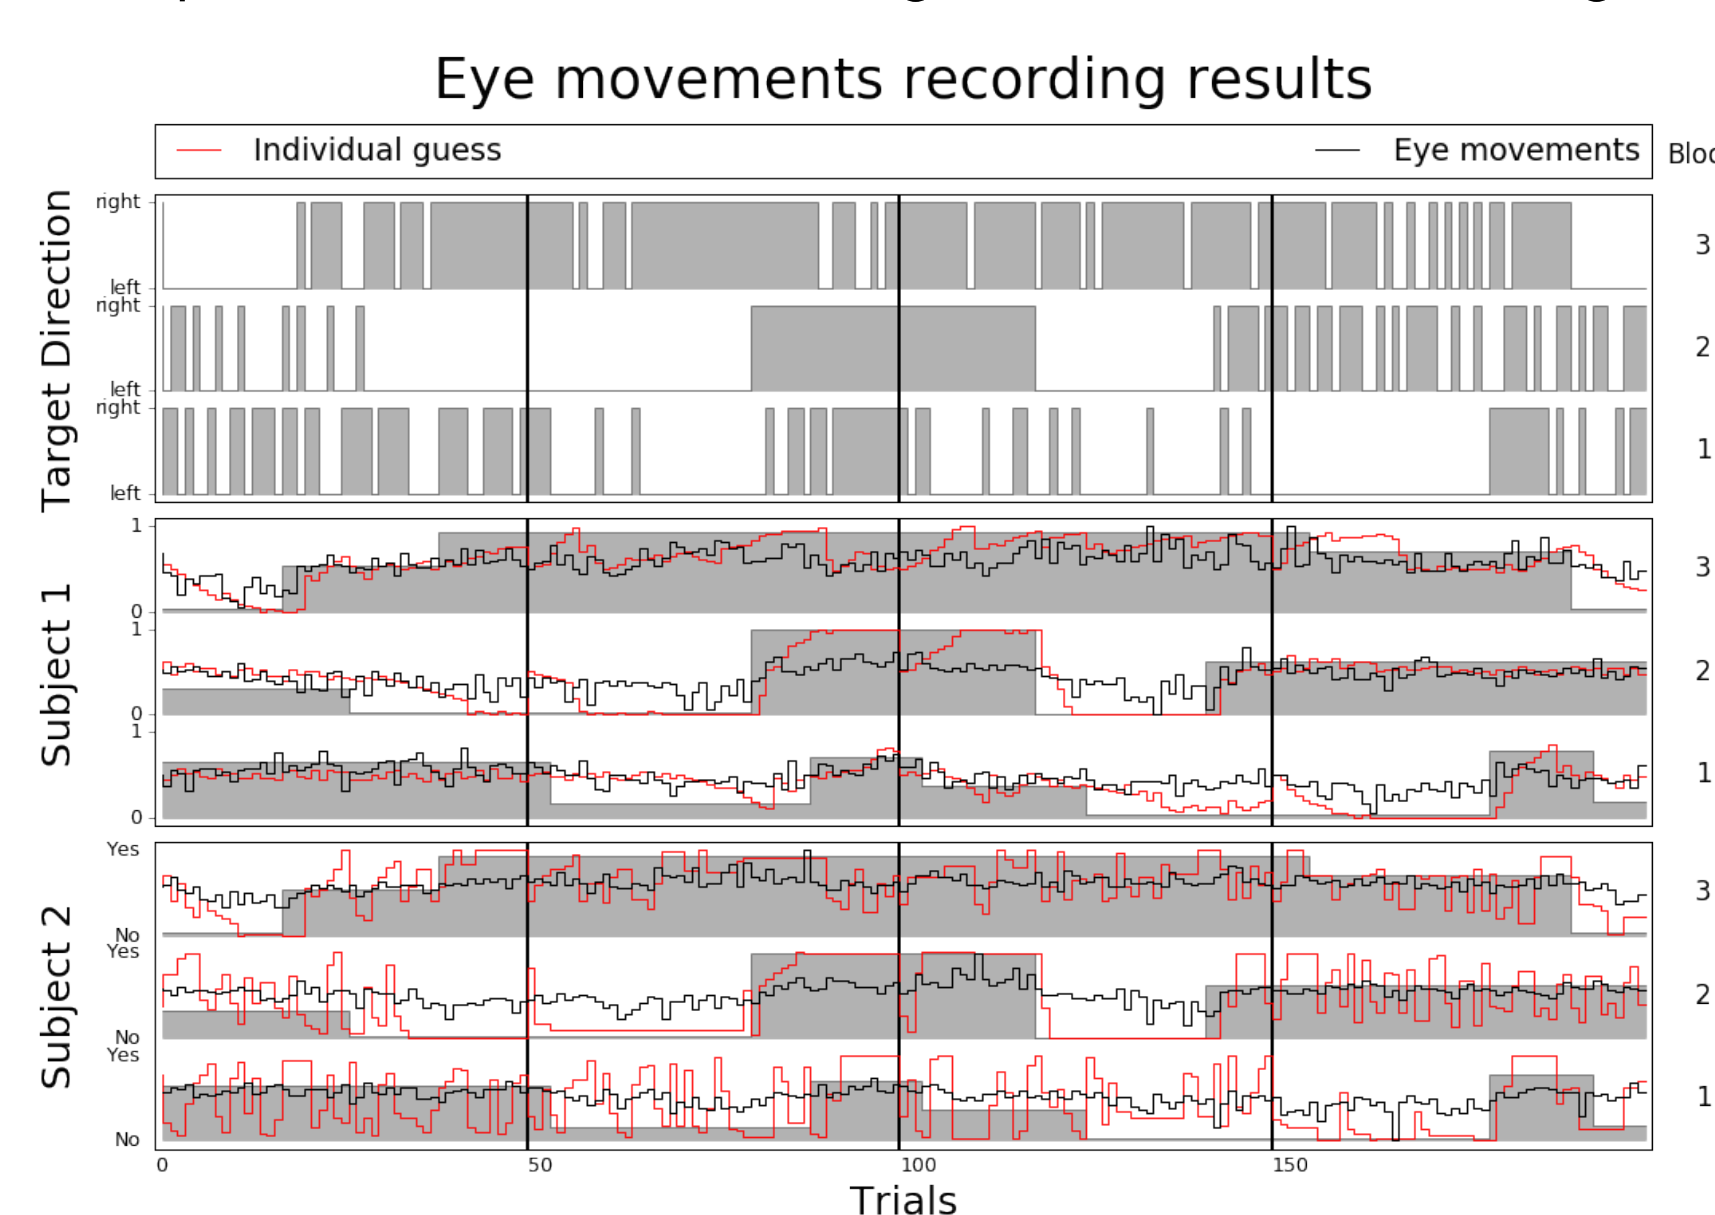 Eye movements recording results
Individual guess
Eye movements
Target Direction
right
left
3
right
left
2
right
left
1
Subject 1
1
0
3
1
0
2
1
0
1
Subject 2
Yes
No
3
Yes
No
2
Yes
No
1
0
50
100
150
Trials